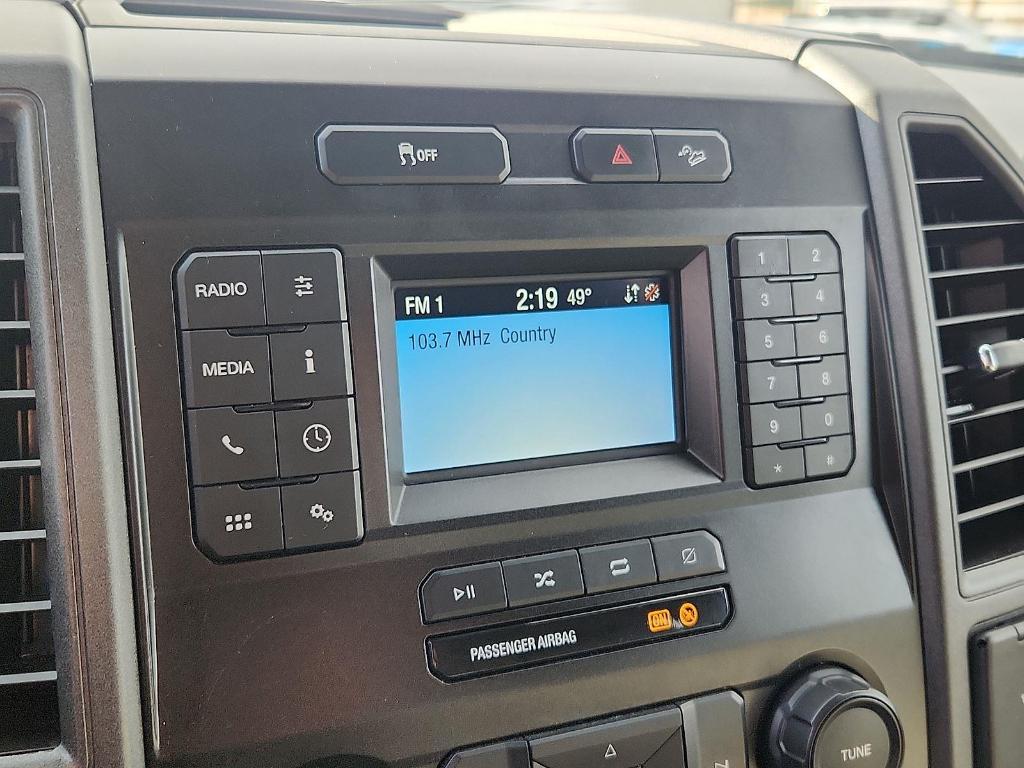 OFF
RADIO
MEDIA
i
FM 1 2:19 49°
103.7 MHz Country
1 2
3 4
5 6
7 8
9 0
* #
PASSENGER AIRBAG ON
TUNE